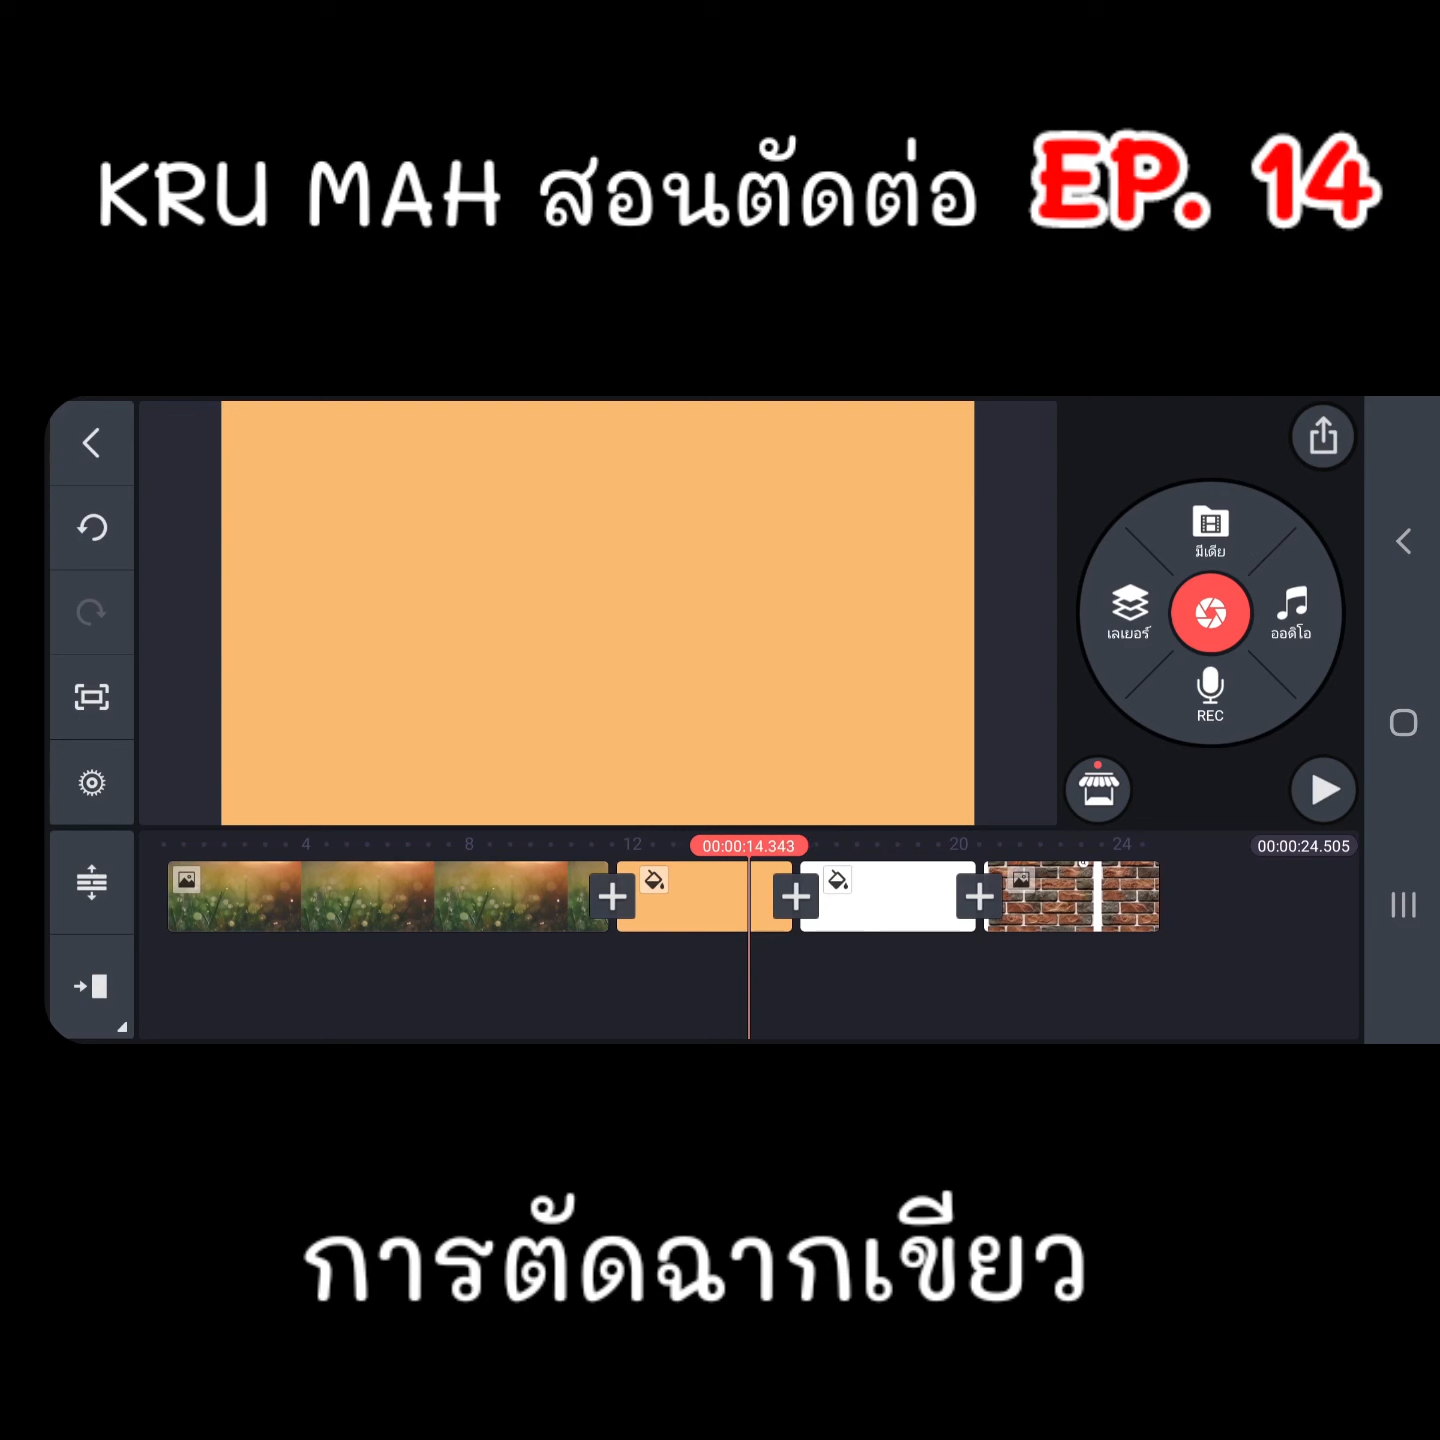 KRU MAH สอนตัดต่อ EP. 14
มีเดีย
เลเยอร์
ออดิโอ
REC
4 8 12 00:00:14.343 20 24 00:00:24.505
การตัดฉากเขียว